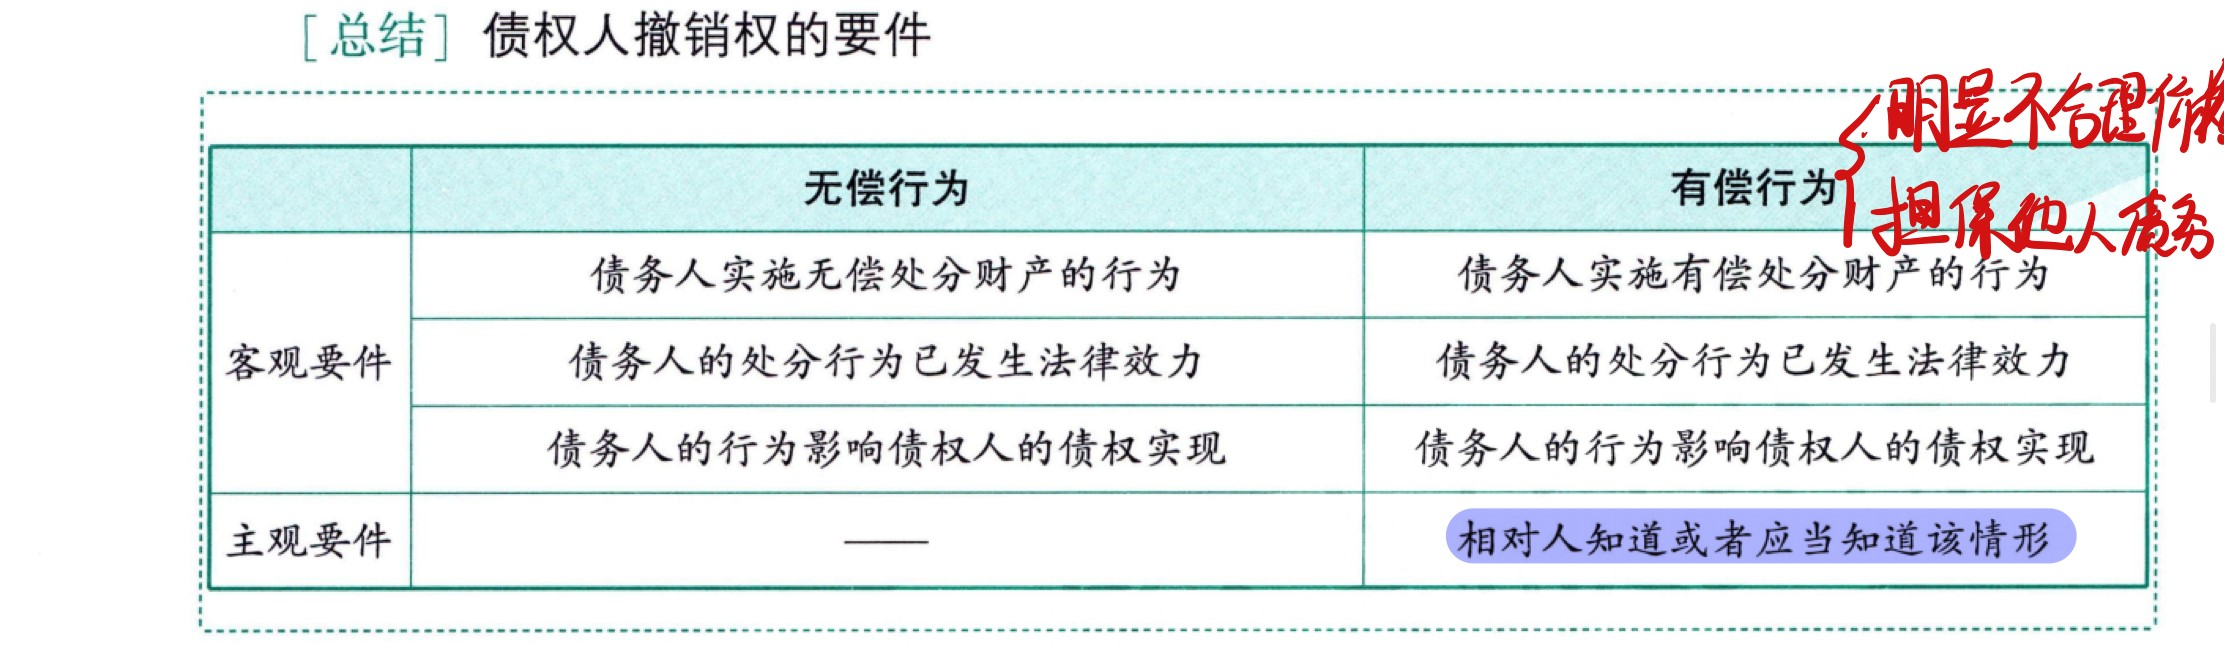 [总结] 债权人撤销权的要件
明显不合理价
无偿行为
有偿行为
担保他人债务
客观要件
债务人实施无偿处分财产的行为
债务人实施有偿处分财产的行为
债务人的处分行为已发生法律效力
债务人的处分行为已发生法律效力
债务人的行为影响债权人的债权实现
债务人的行为影响债权人的债权实现
主观要件
——
相对人知道或者应当知道该情形